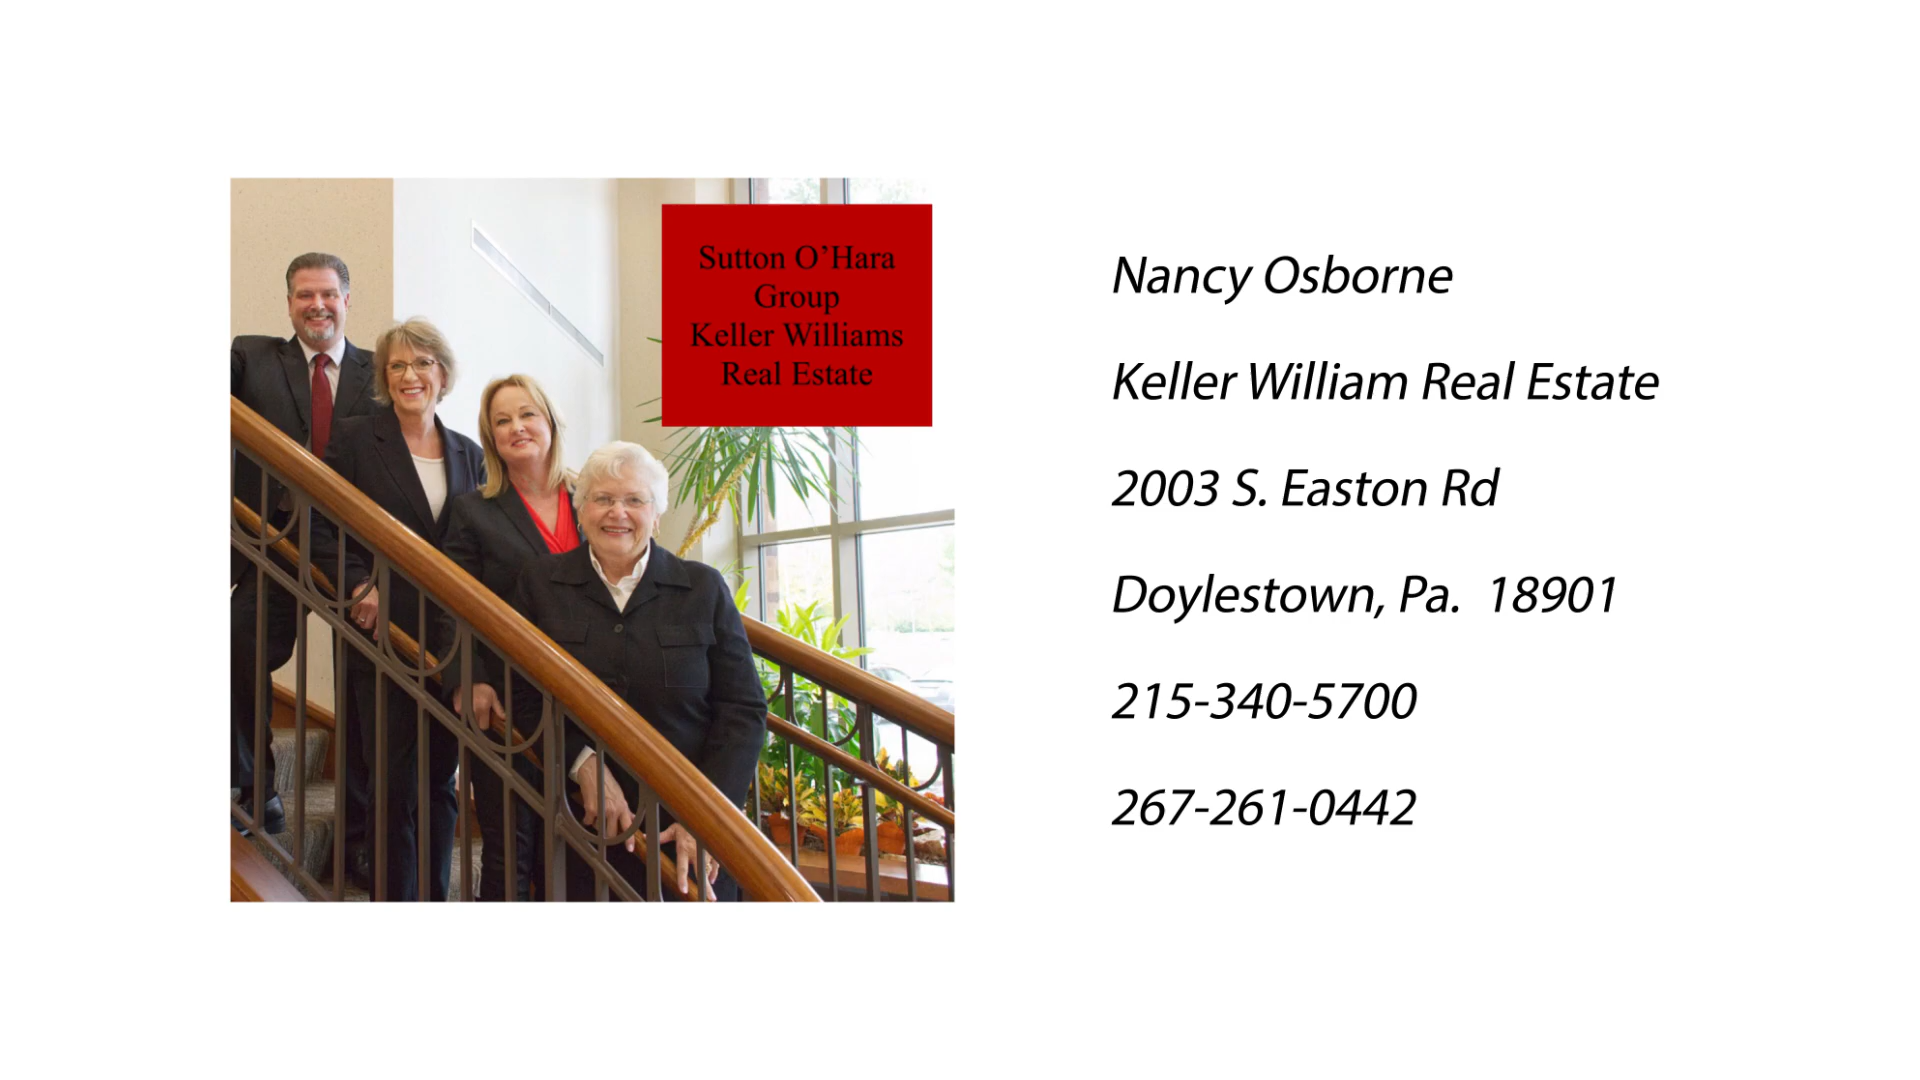 Sutton O’Hara
Group
Keller Williams
Real Estate
Nancy Osborne
Keller William Real Estate
2003 S. Easton Rd
Doylestown, Pa.  18901
215-340-5700
267-261-0442